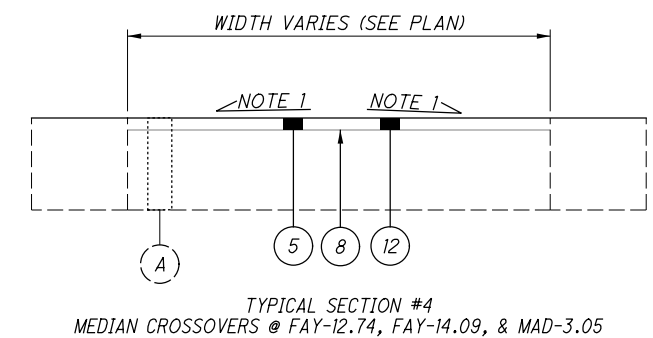 WIDTH VARIES (SEE PLAN)
NOTE 1 NOTE 1
5 8 12
A
TYPICAL SECTION #4
MEDIAN CROSSOVERS @ FAY-12.74, FAY-14.09, & MAD-3.05